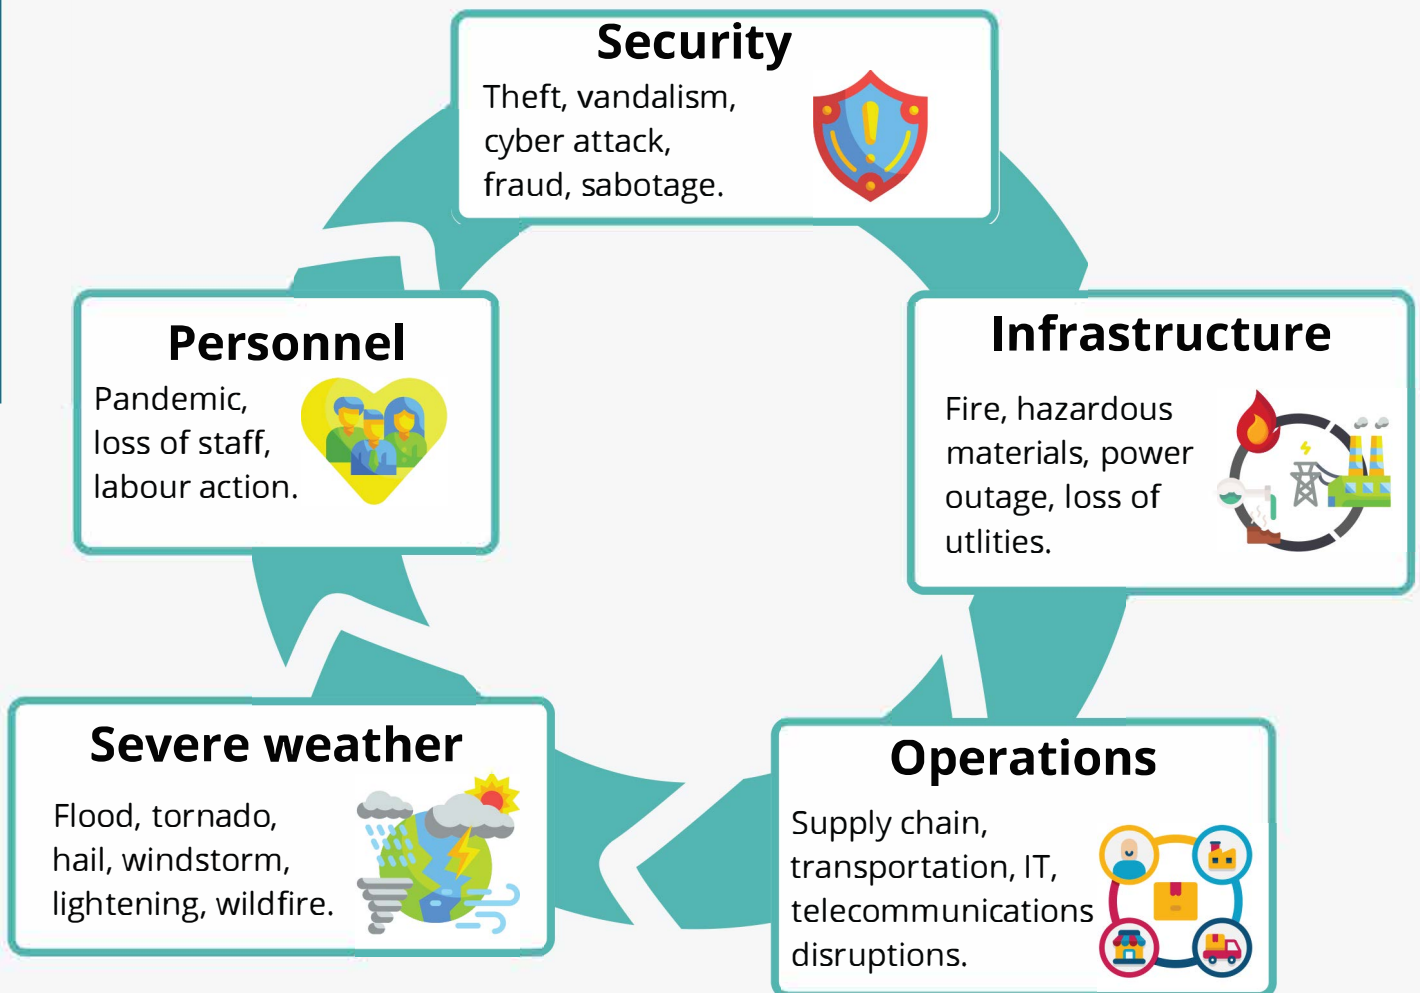 Security
Theft, vandalism,
cyber attack,
fraud, sabotage.
Personnel
Pandemic,
loss of staff,
labour action.
Infrastructure
Fire, hazardous
materials, power
outage, loss of
utlities.
Severe weather
Flood, tornado,
hail, windstorm,
lightening, wildfire.
Operations
Supply chain,
transportation, IT,
telecommunications
disruptions.